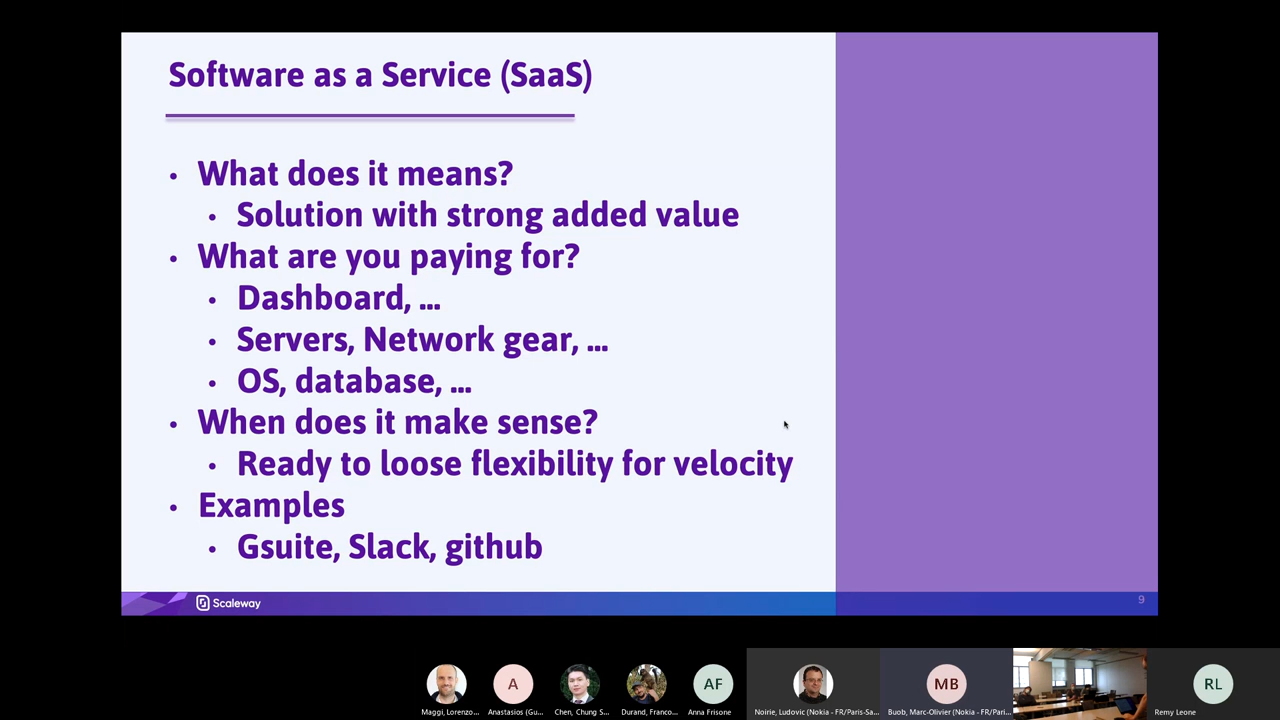 Software as a Service (SaaS)
• What does it means?
• Solution with strong added value
• What are you paying for?
• Dashboard, ...
• Servers, Network gear, ...
• OS, database, ...
• When does it make sense?
• Ready to loose flexibility for velocity
• Examples
• Gsuite, Slack, github
Scaleway
9
A
AF
MB
RL
Maggi, Lorenzo...
Anastasios (Gu...
Chen, Chung S...
Durand, Franco...
Anna Frisone
Noirie, Ludovic (Nokia - FR/Paris-Sa...
Buob, Marc-Olivier (Nokia - FR/Pari...
Remy Leone